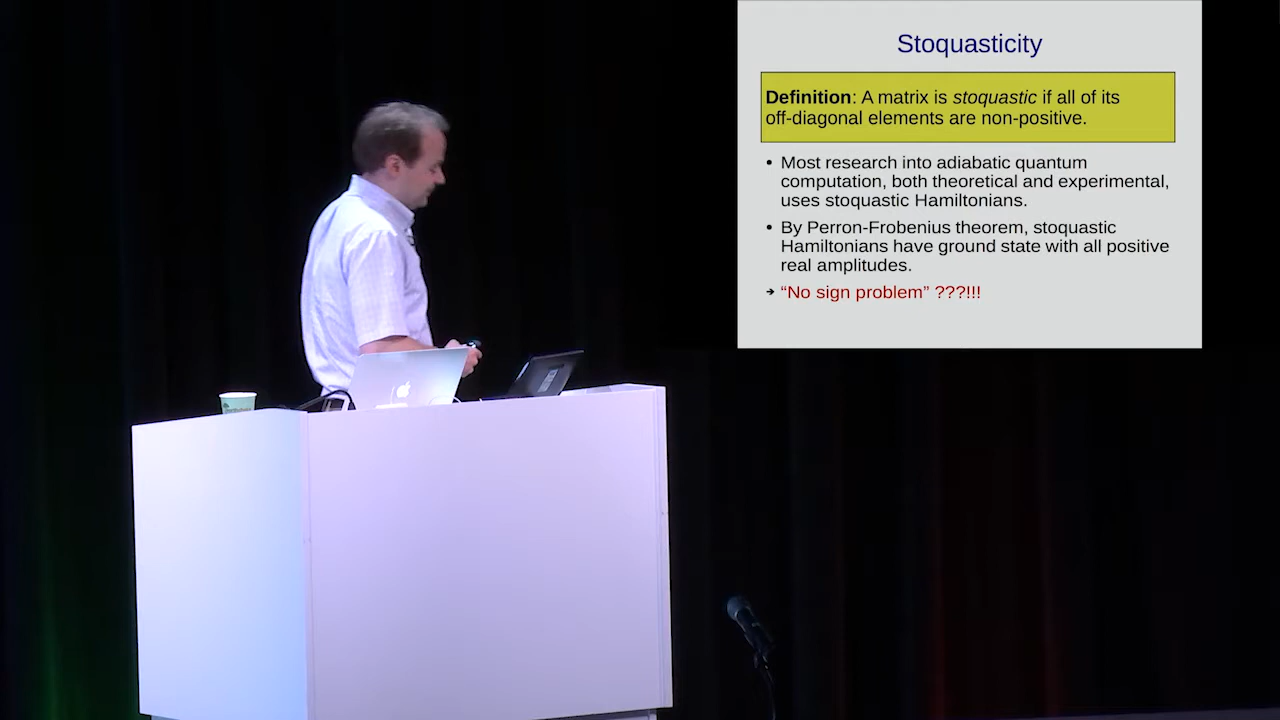 Stoquasticity
Definition: A matrix is stoquastic if all of its
off-diagonal elements are non-positive.
• Most research into adiabatic quantum
computation, both theoretical and experimental,
uses stoquastic Hamiltonians.
• By Perron-Frobenius theorem, stoquastic
Hamiltonians have ground state with all positive
real amplitudes.
➔ “No sign problem” ???!!!